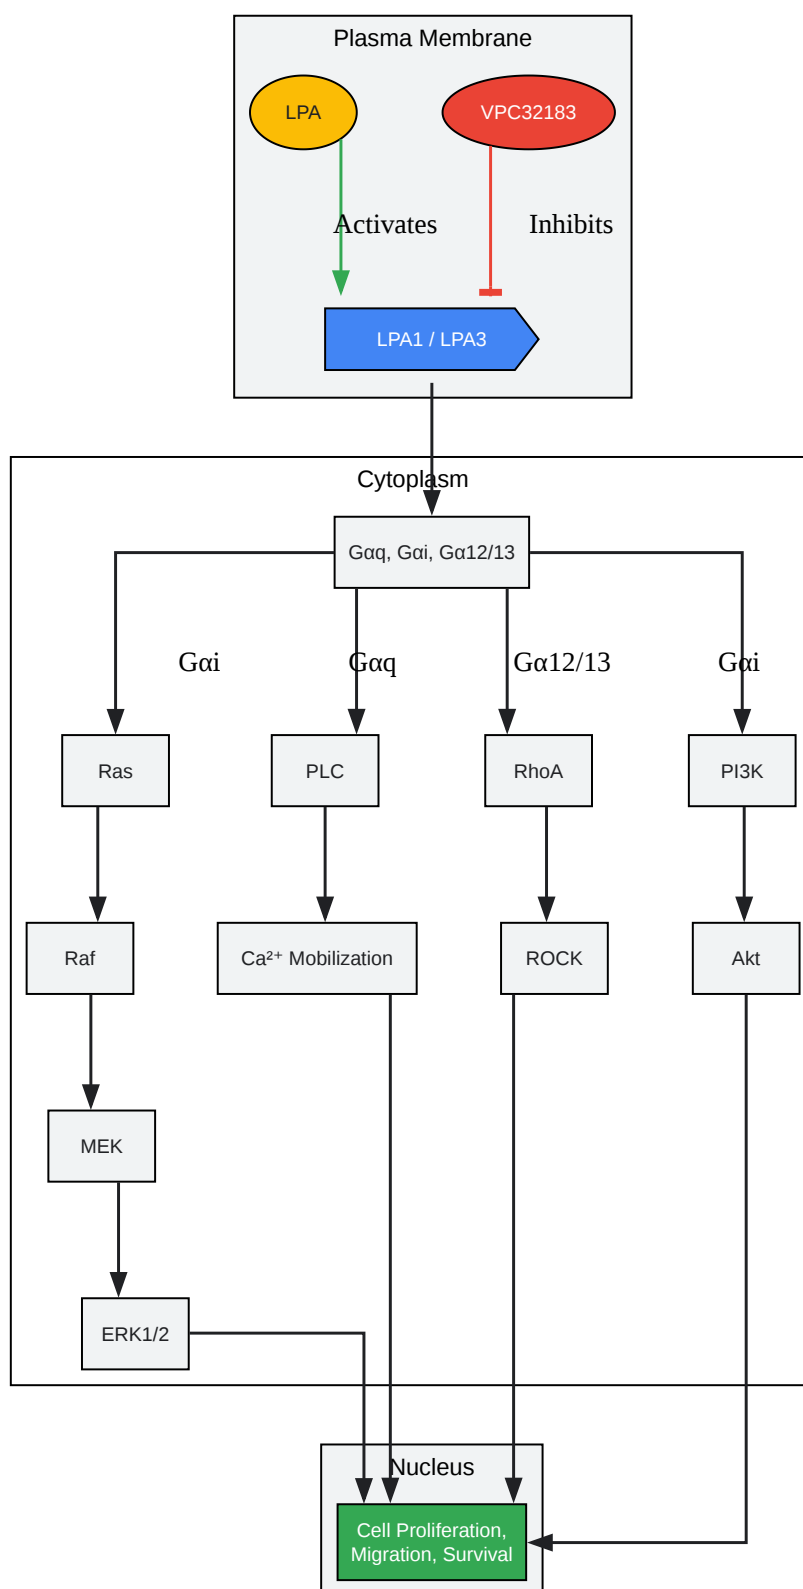 Plasma Membrane
LPA
VPC32183
Activates
Inhibits
LPA1 / LPA3
Cytoplasm
Gαq, Gαi, Gα12/13
Gαi
Gαq
Gα12/13
Gαi
Ras
PLC
RhoA
PI3K
Raf
Ca²⁺ Mobilization
ROCK
Akt
MEK
ERK1/2
Nucleus
Cell Proliferation,
Migration, Survival